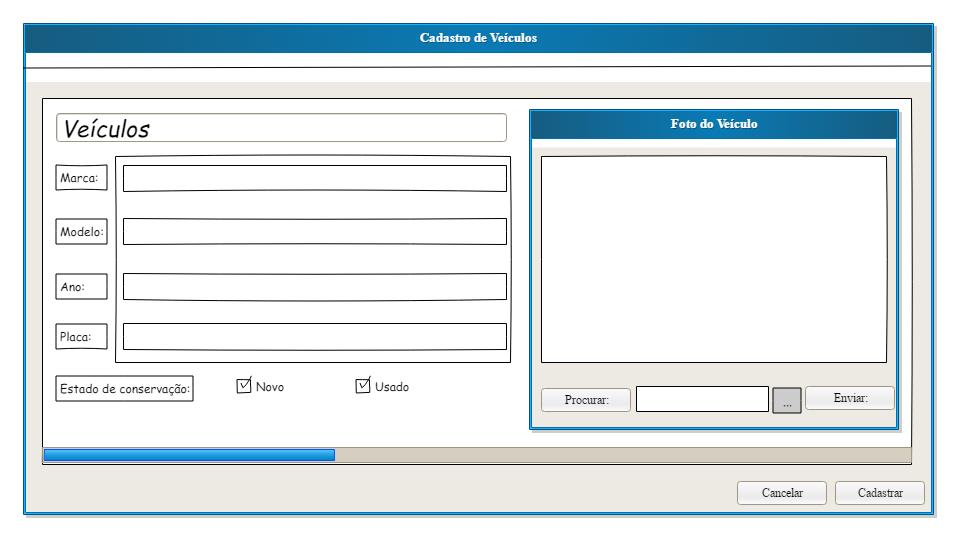 Cadastro de Veículos
Veículos
Foto do Veículo
Marca:
Modelo:
Ano:
Placa:
Estado de conservação:
Novo
Usado
Procurar:
...
Enviar:
Cancelar
Cadastrar